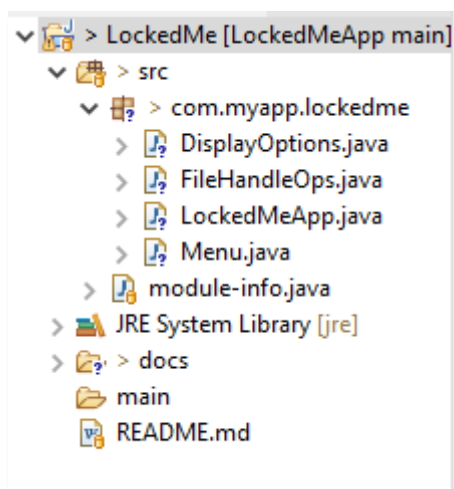 > LockedMe [LockedMeApp main]
> src
> com.myapp.lockedme
DisplayOptions.java
FileHandleOps.java
LockedMeApp.java
Menu.java
module-info.java
JRE System Library [jre]
> docs
main
README.md